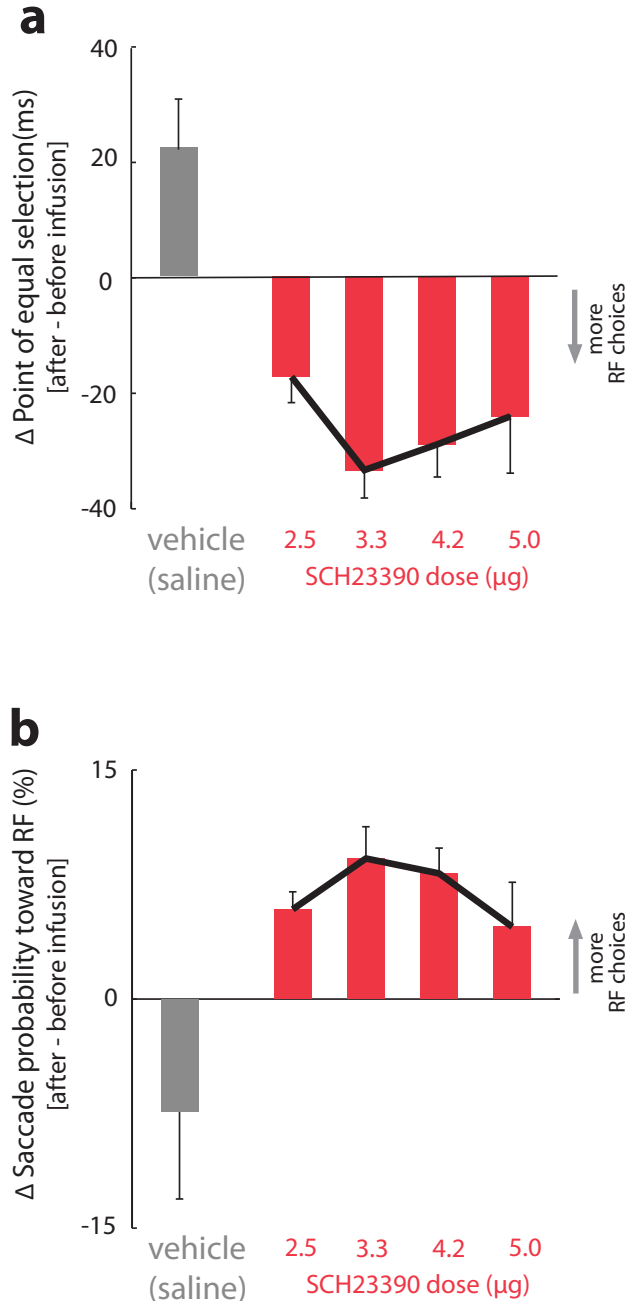 a
Δ Point of equal selection(ms)
[after - before infusion]
40
20
0
-20
-40
more
RF choices
vehicle
(saline)
2.5 3.3 4.2 5.0
SCH23390 dose (µg)
b
Δ Saccade probability toward RF (%)
[after - before infusion]
15
0
-15
more
RF choices
vehicle
(saline)
2.5 3.3 4.2 5.0
SCH23390 dose (µg)